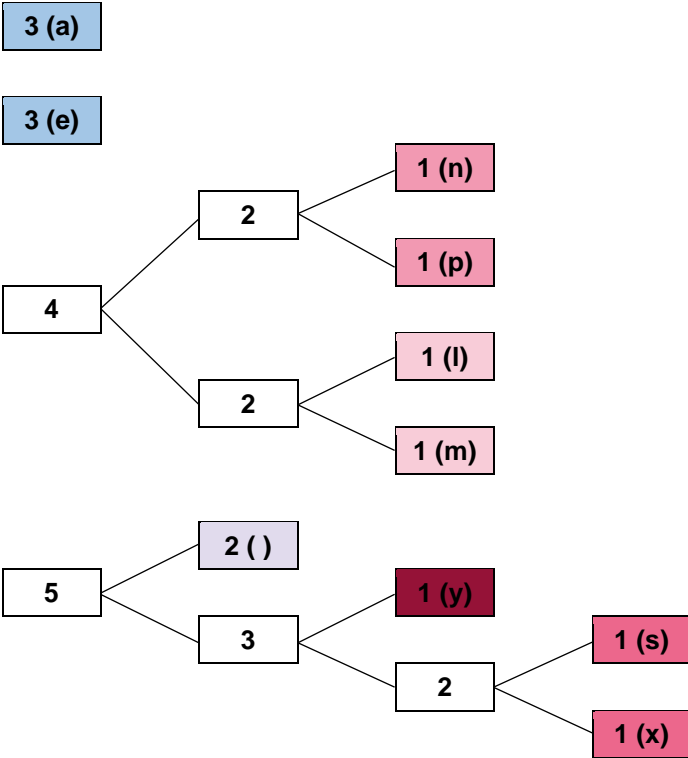 3 (a)
3 (e)
1 (n)
2
1 (p)
4
1 (l)
2
1 (m)
2 ( )
5
1 (y)
3
1 (s)
2
1 (x)